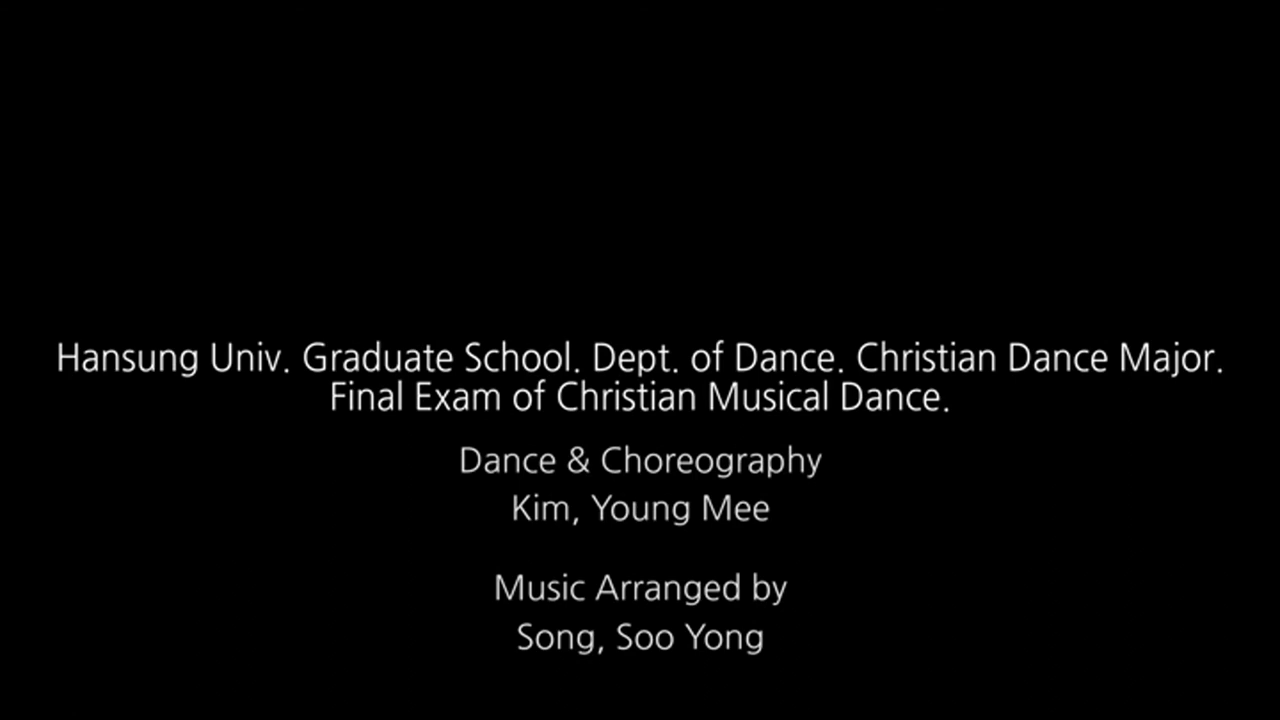 Hansung Univ. Graduate School. Dept. of Dance. Christian Dance Major.
Final Exam of Christian Musical Dance.
Dance & Choreography
Kim, Young Mee
Music Arranged by
Song, Soo Yong